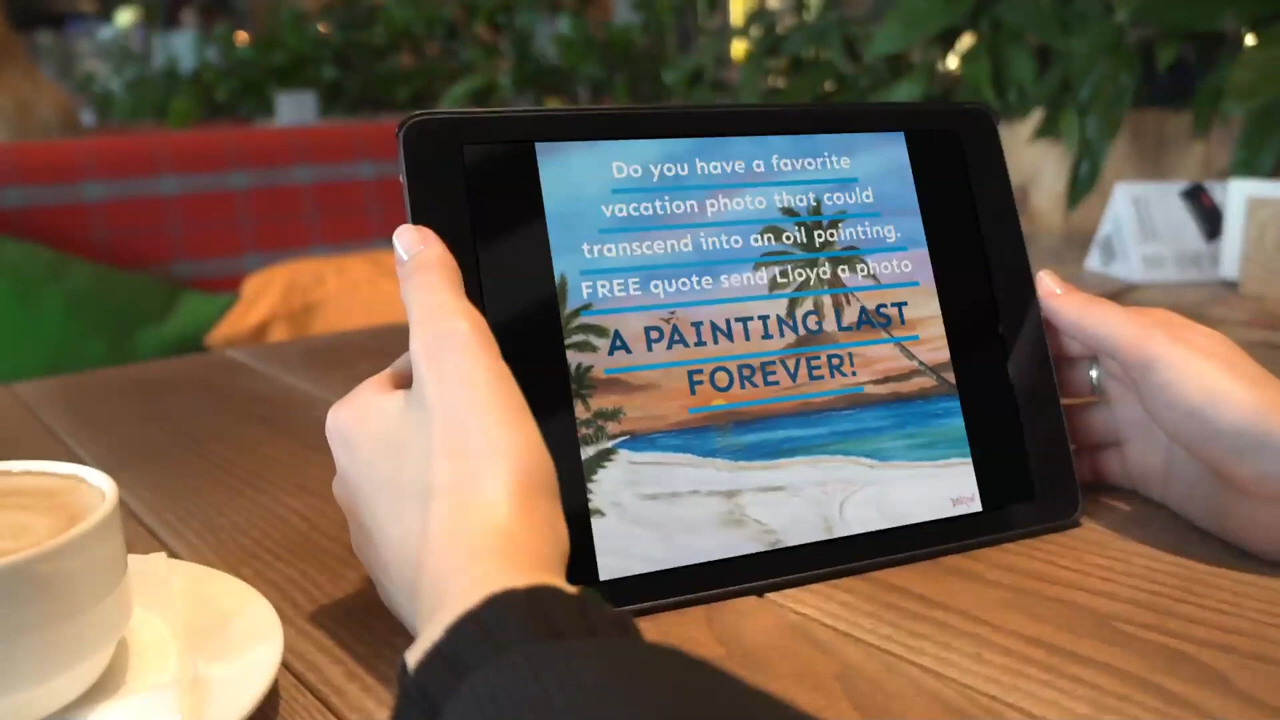 Do you have a favorite
vacation photo that could
transcend into an oil painting.
FREE quote send Lloyd a photo
A PAINTING LAST
FOREVER!